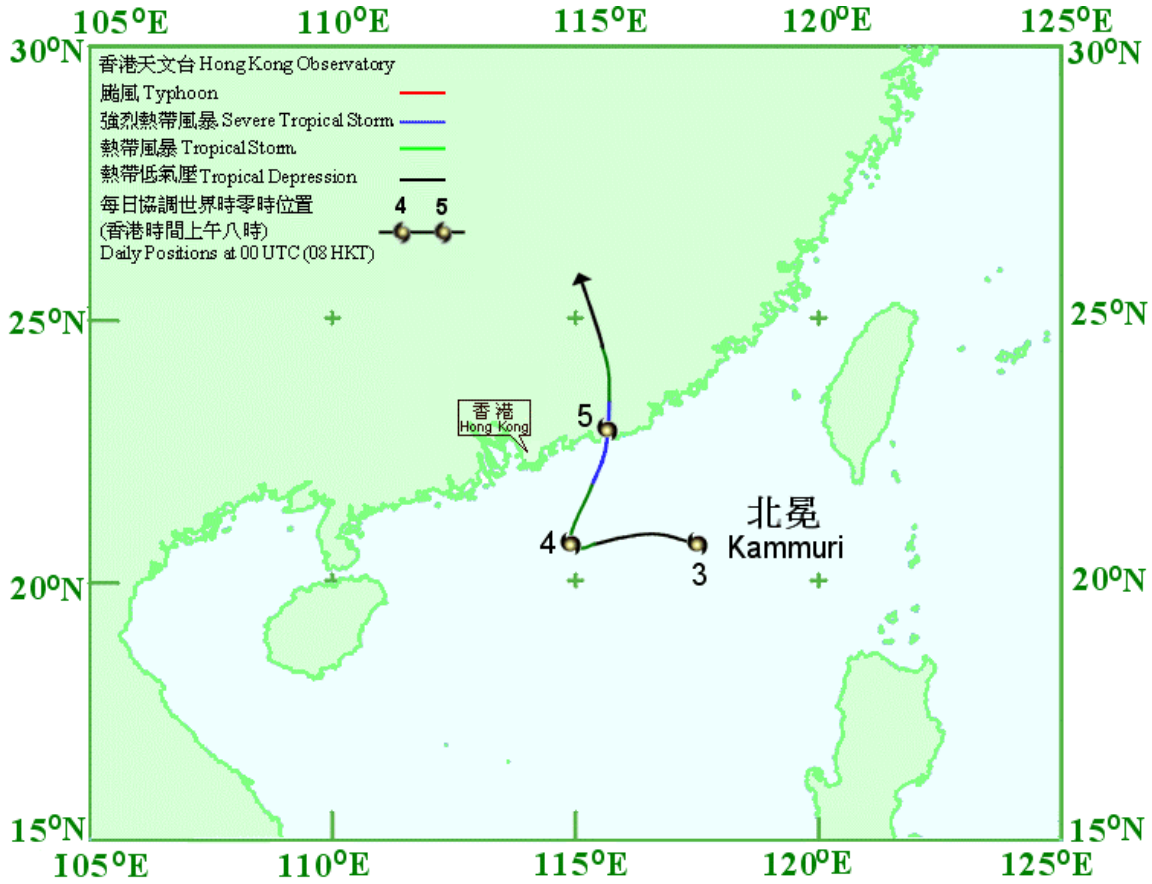 105°E 110°E 115°E 120°E 125°E
30°N 30°N
香港天文台 Hong Kong Observatory
颱風 Typhoon
強烈熱帶風暴 Severe Tropical Storm
熱帶風暴 Tropical Storm
熱帶低氣壓 Tropical Depression
每日協調世界時零時位置 4 5
(香港時間上午八時)
Daily Positions at 00 UTC (08 HKT)
25°N 25°N
香港
Hong Kong
5
北冕
Kammuri
4
3
20°N 20°N
15°N 15°N
105°E 110°E 115°E 120°E 125°E